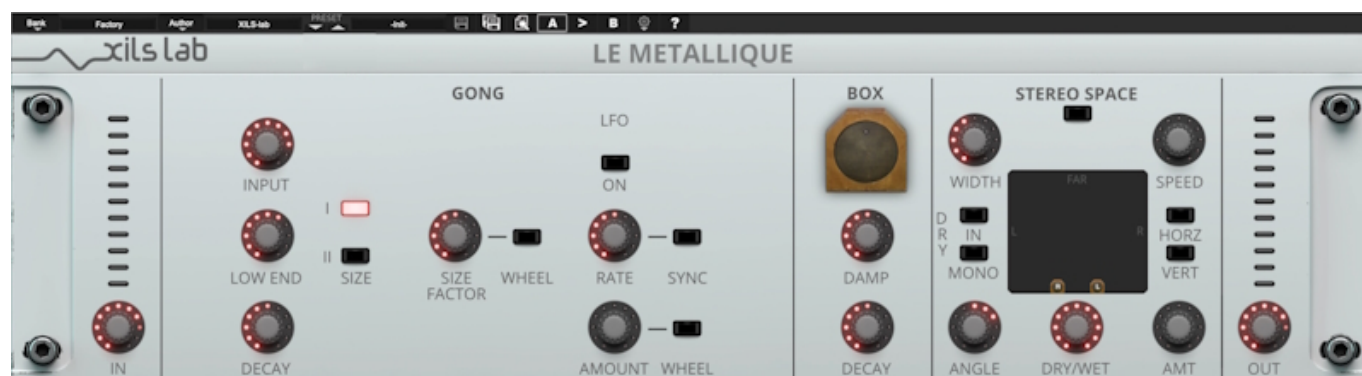 Bank Factory Author XILS-lab PRESET -Init- A > B ?
xils lab LE METALLIQUE
GONG BOX STEREO SPACE
LFO
INPUT ON WIDTH FAR SPEED
I
D
R
Y
IN L R HORZ
MONO VERT
II
LOW END SIZE SIZE FACTOR WHEEL RATE SYNC DAMP
R L
IN DECAY AMOUNT WHEEL DECAY ANGLE DRY/WET AMT OUT